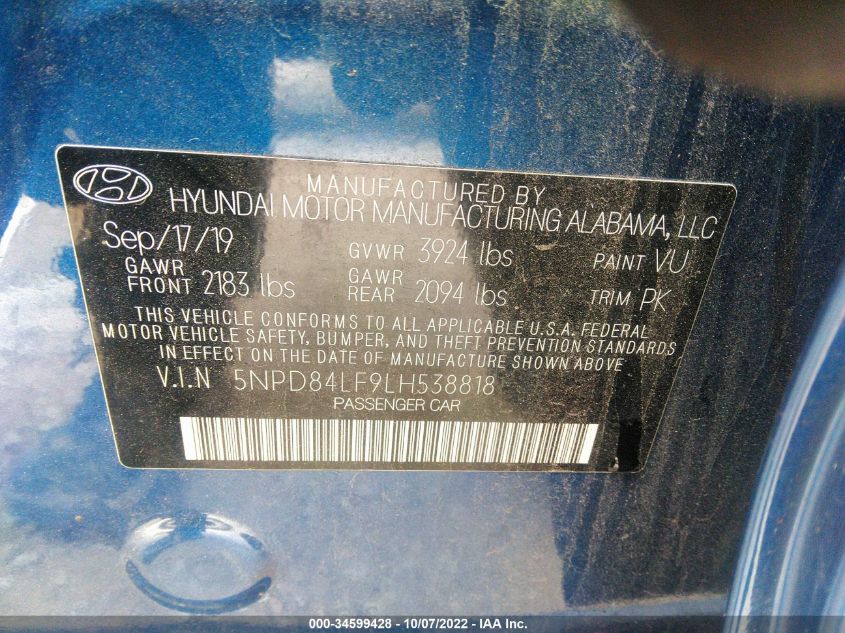 MANUFACTURED BY
HYUNDAI MOTOR MANUFACTURING ALABAMA, LLC
Sep/17/19 GVWR 3924 lbs PAINT VU
GAWR FRONT 2183 lbs GAWR REAR 2094 lbs TRIM PK
THIS VEHICLE CONFORMS TO ALL APPLICABLE U.S.A. FEDERAL
MOTOR VEHICLE SAFETY, BUMPER, AND THEFT PREVENTION STANDARDS
IN EFFECT ON THE DATE OF MANUFACTURE SHOWN ABOVE
V.I.N 5NPD84LF9LH538818
PASSENGER CAR
000-34599428 - 10/07/2022 - IAA Inc.